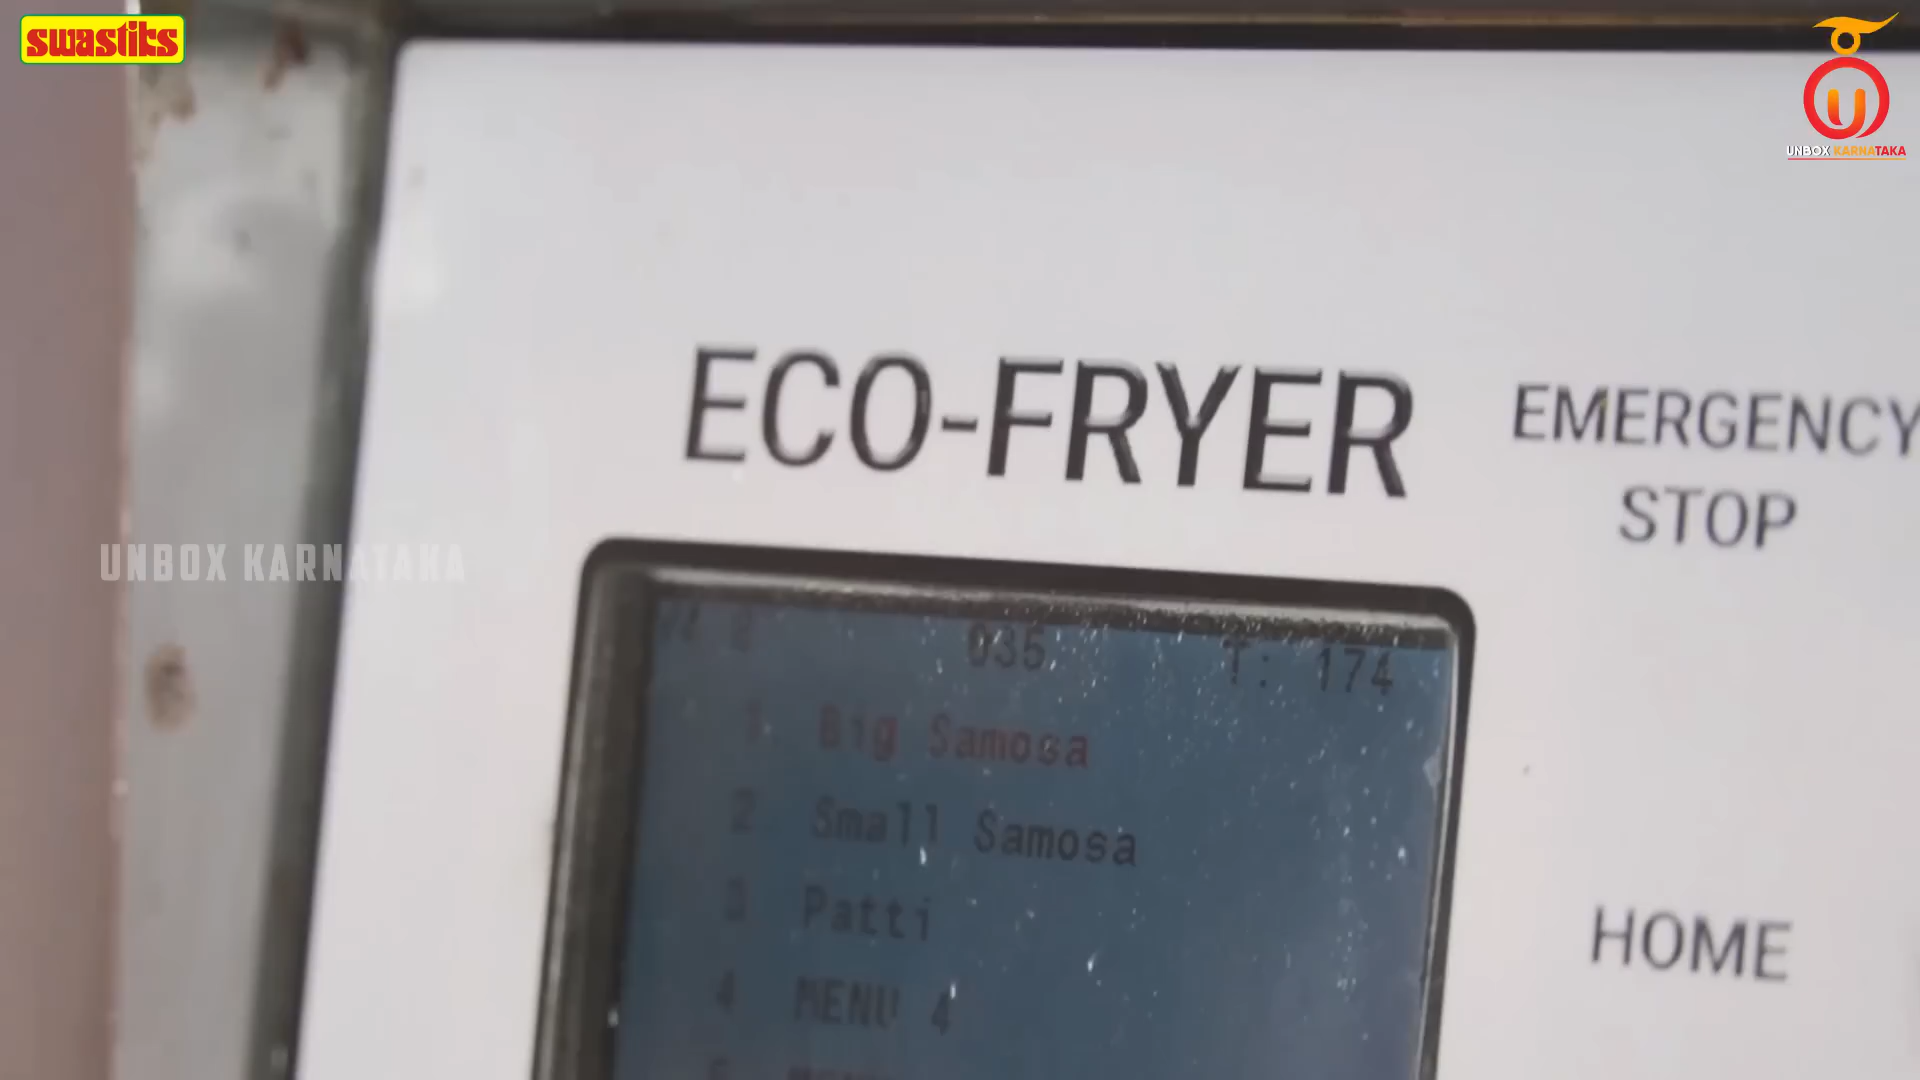 swastiks
UNBOX KARNATAKA
ECO-FRYER
EMERGENCY
STOP
UNBOX KARNATAKA
035 T: 174
1 Big Samosa
2 Small Samosa
3 Patti
4 MENU 4
HOME